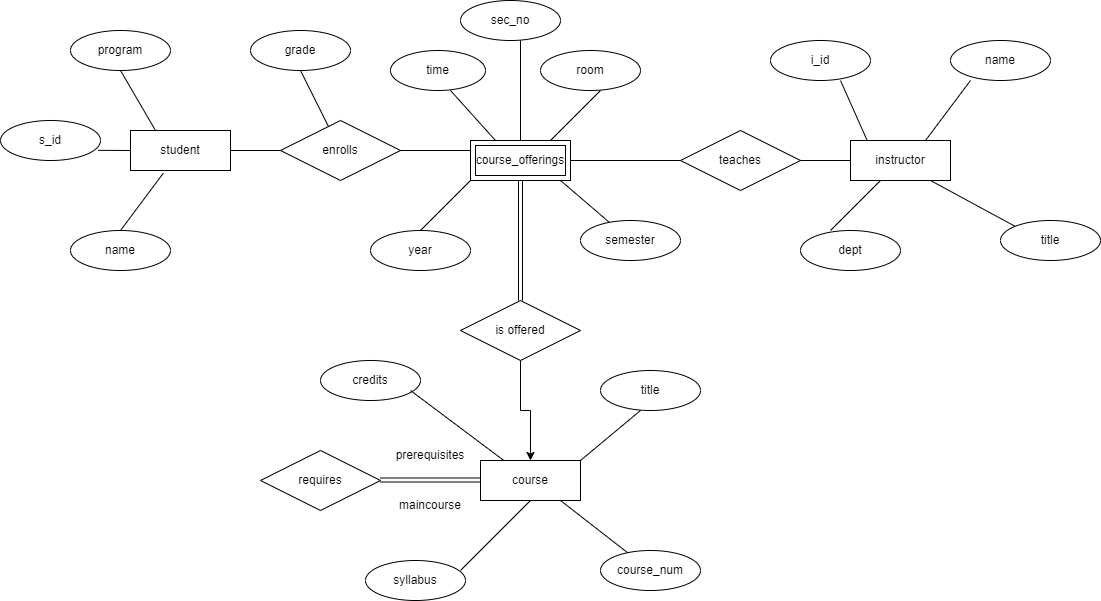 sec_no
program
grade
time
room
i_id
name
s_id
student
enrolls
course_offerings
teaches
instructor
name
year
semester
dept
title
is offered
credits
title
prerequisites
requires
course
maincourse
syllabus
course_num